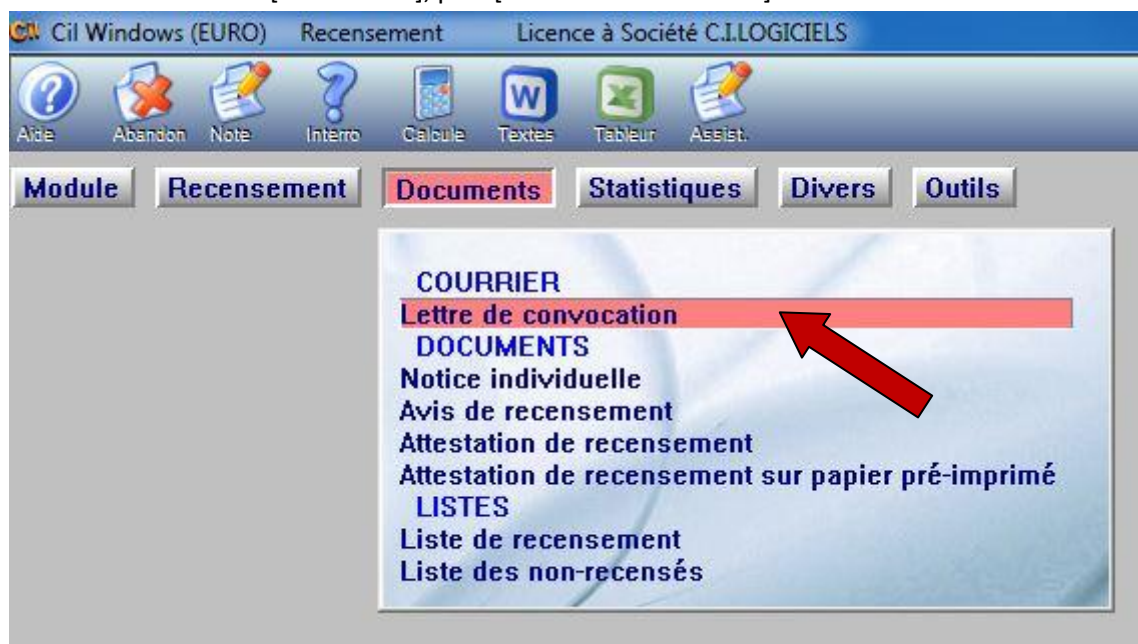 Cil Windows (EURO) Recensement Licence à Société C.I.LOGICIELS
Aide Abandon Note Interro Calcule Textes Tableur Assist.
Module Recensement Documents Statistiques Divers Outils
COURRIER
Lettre de convocation
DOCUMENTS
Notice individuelle
Avis de recensement
Attestation de recensement
Attestation de recensement sur papier pré-imprimé
LISTES
Liste de recensement
Liste des non-recensés